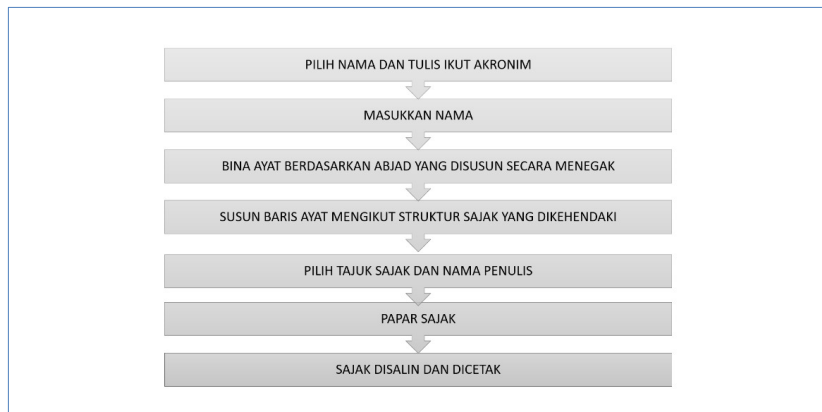 PILIH NAMA DAN TULIS IKUT AKRONIM
MASUKKAN NAMA
BINA AYAT BERDASARKAN ABJAD YANG DISUSUN SECARA MENEGAK
SUSUN BARIS AYAT MENGIKUT STRUKTUR SAJAK YANG DIKEHENDAKI
PILIH TAJUK SAJAK DAN NAMA PENULIS
PAPAR SAJAK
SAJAK DISALIN DAN DICETAK